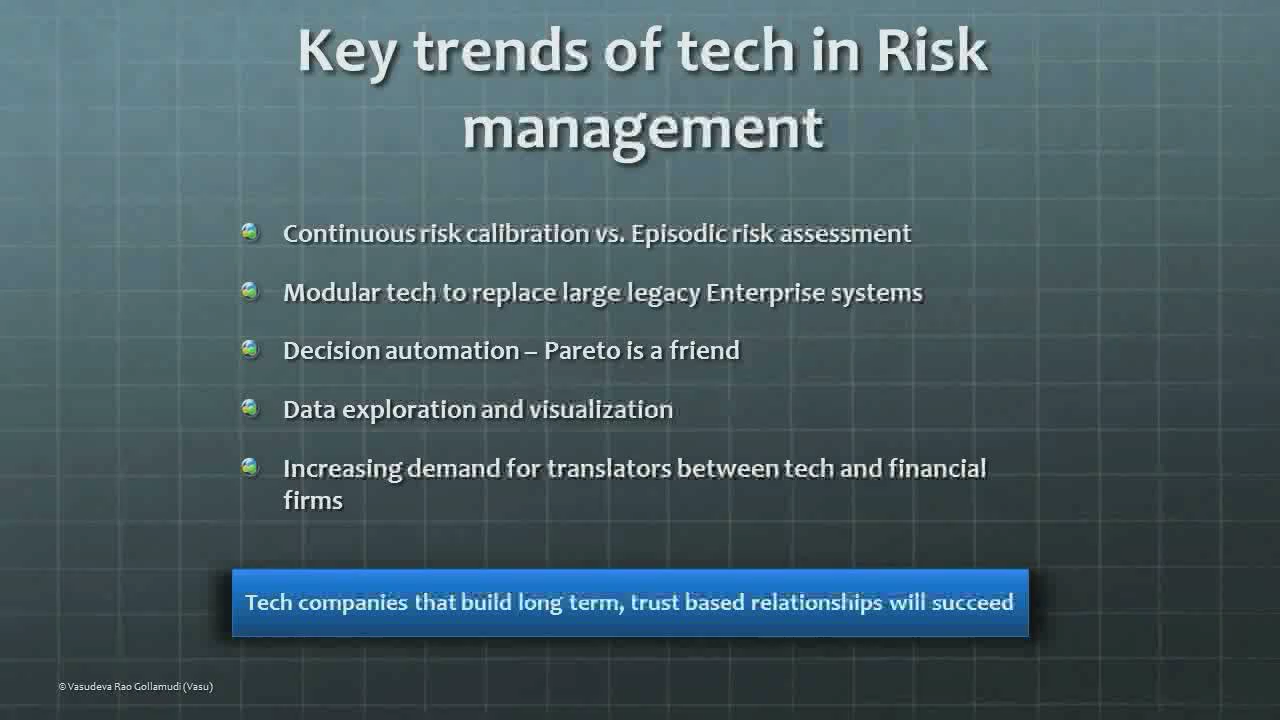 Key trends of tech in Risk
management
Continuous risk calibration vs. Episodic risk assessment
Modular tech to replace large legacy Enterprise systems
Decision automation – Pareto is a friend
Data exploration and visualization
Increasing demand for translators between tech and financial
firms
Tech companies that build long term, trust based relationships will succeed
© Vasudeva Rao Gollamudi (Vasu)